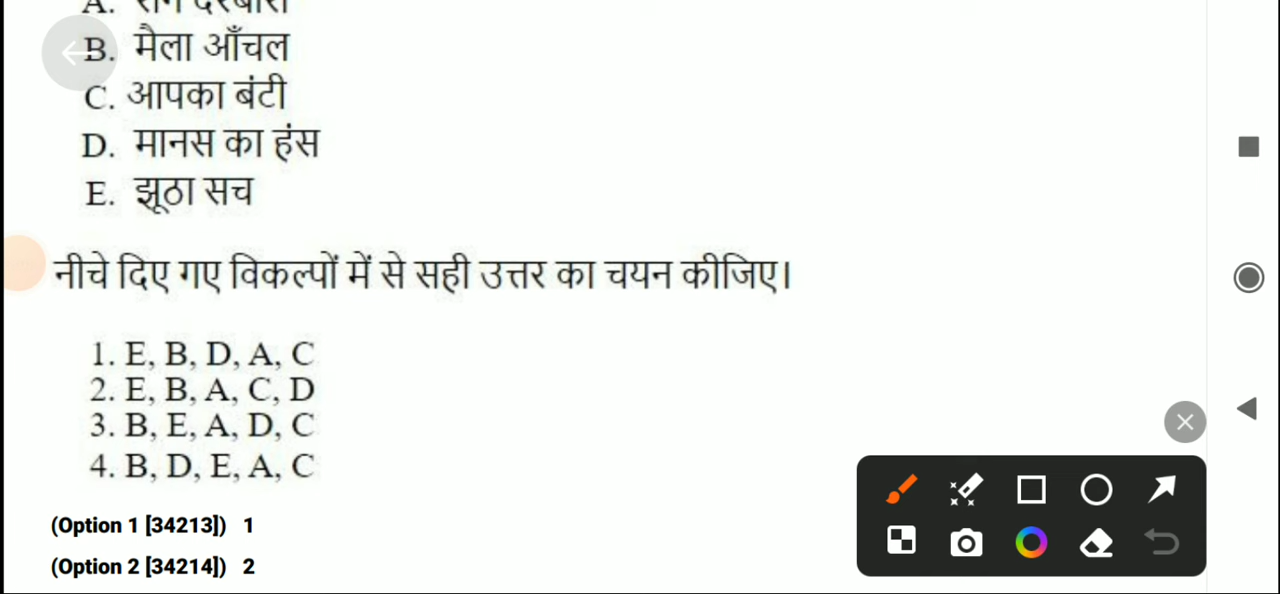 A. राग दरबारी
B. मैला आँचल
C. आपका बंटी
D. मानस का हंस
E. झूठा सच
नीचे दिए गए विकल्पों में से सही उत्तर का चयन कीजिए।
1. E, B, D, A, C
2. E, B, A, C, D
3. B, E, A, D, C
4. B, D, E, A, C
(Option 1 [34213]) 1
(Option 2 [34214]) 2